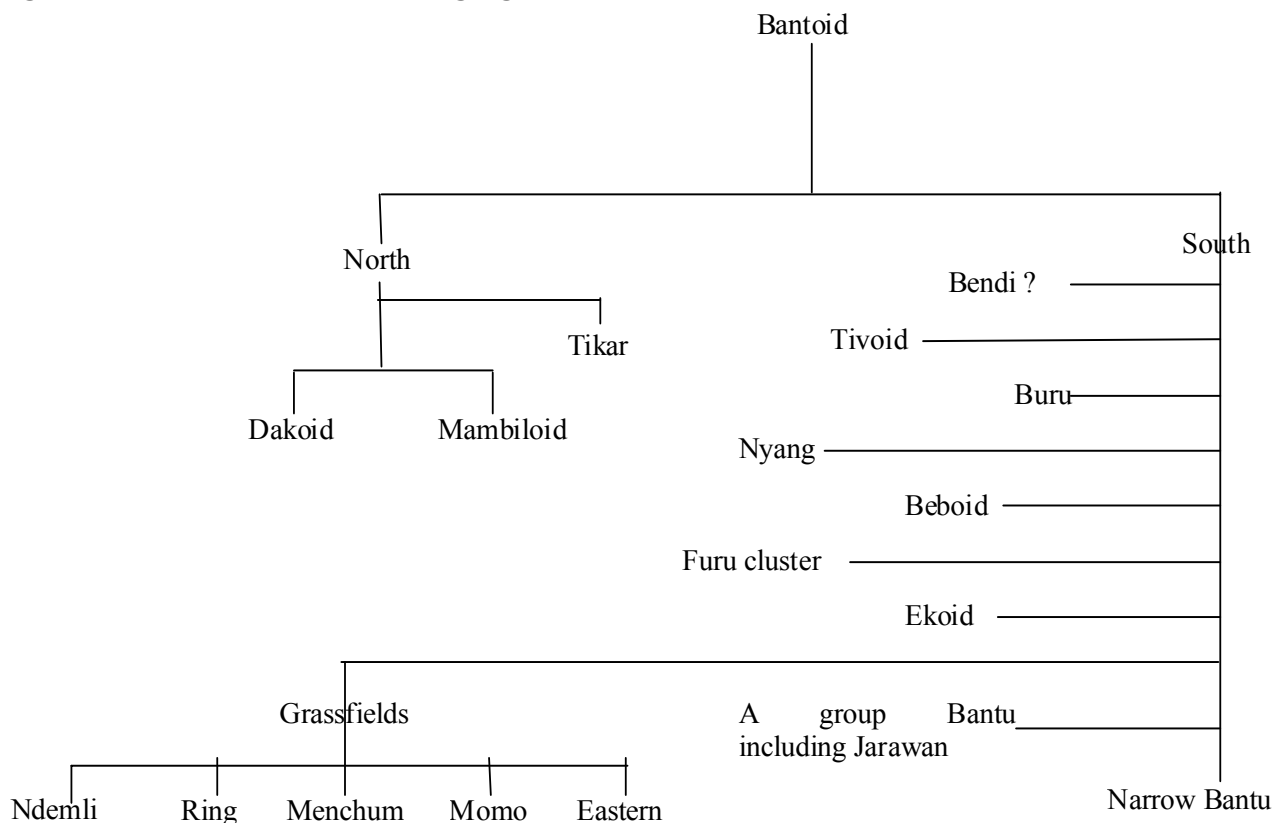 Bantoid
North
South
Bendi ?
Tikar
Tivoid
Buru
Dakoid Mambiloid
Nyang
Beboid
Furu cluster
Ekoid
Grassfields
A group Bantu
including Jarawan
Ndemli Ring Menchum Momo Eastern
Narrow Bantu